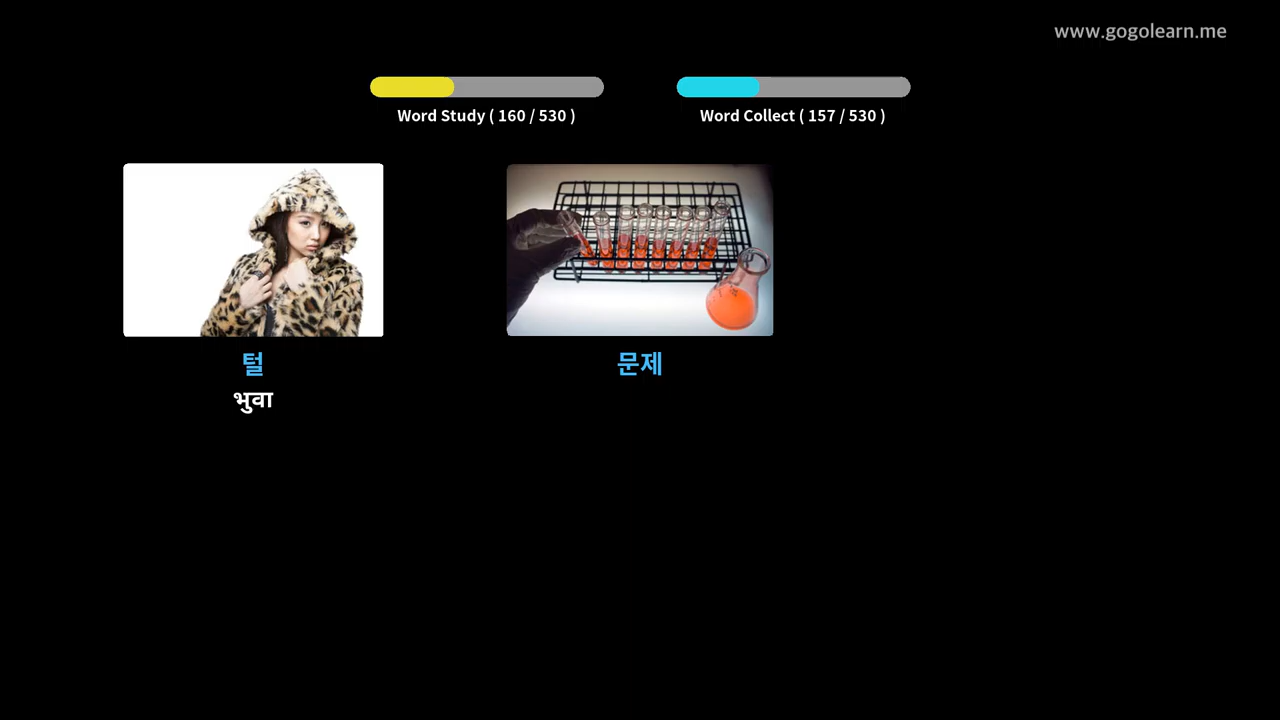 www.gogolearn.me
Word Study ( 160 / 530 )
Word Collect ( 157 / 530 )
털
भुवा
문제